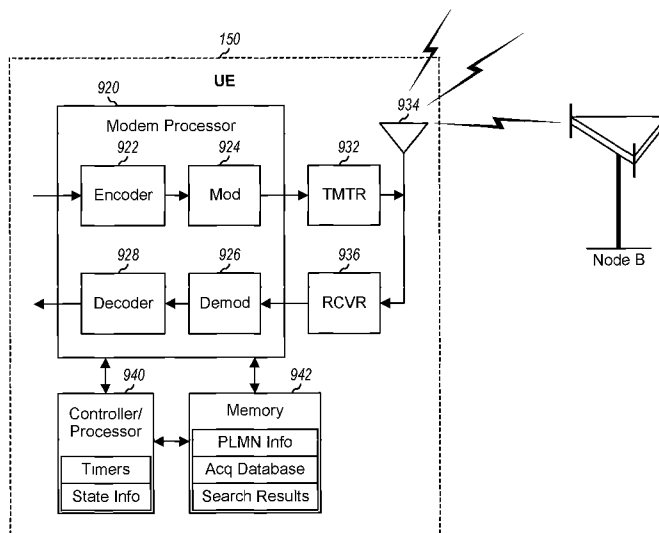 150
UE
920
934
Modem Processor
922
924
932
Encoder
Mod
TMTR
928
926
936
Decoder
Demod
RCVR
Node B
940
942
Controller/
Processor
Timers
State Info
Memory
PLMN Info
Acq Database
Search Results